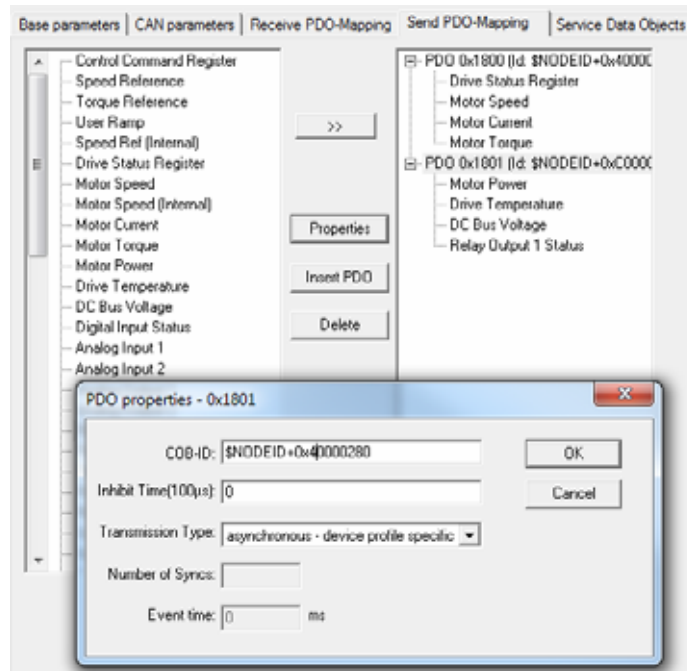 Base parameters
CAN parameters
Receive PDO-Mapping
Send PDO-Mapping
Service Data Objects
Control Command Register
Speed Reference
Torque Reference
User Ramp
Speed Ref (Internal)
Drive Status Register
Motor Speed
Motor Speed (Internal)
Motor Current
Motor Torque
Motor Power
Drive Temperature
DC Bus Voltage
Digital Input Status
Analog Input 1
Analog Input 2
>>
Properties
Insert PDO
Delete
PDO 0x1800 (Id: $NODEID+0x4000C
Drive Status Register
Motor Speed
Motor Current
Motor Torque
PDO 0x1801 (Id: $NODEID+0xC000C
Motor Power
Drive Temperature
DC Bus Voltage
Relay Output 1 Status
PDO properties - 0x1801
COB-ID: $NODEID+0x40000280
OK
Inhibit Time(100µs): 0
Cancel
Transmission Type: asynchronous - device profile specific
Number of Syncs:
Event time: 0 ms